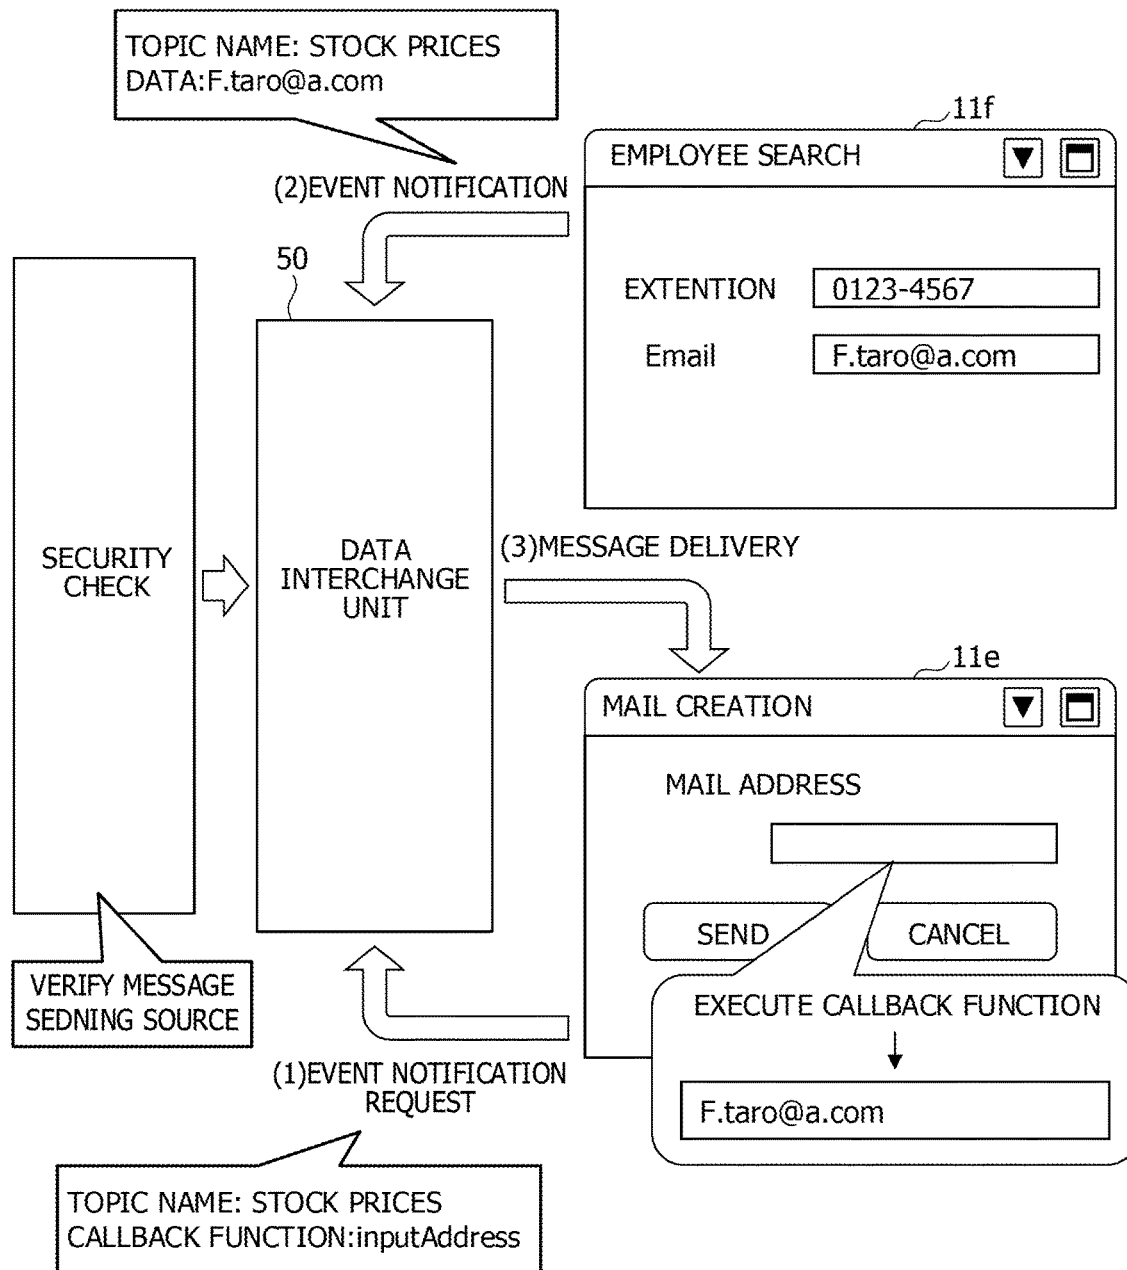 TOPIC NAME: STOCK PRICES
DATA:F.taro@a.com
11f
EMPLOYEE SEARCH
(2)EVENT NOTIFICATION
50
EXTENTION
0123-4567
Email
F.taro@a.com
SECURITY
CHECK
DATA
INTERCHANGE
UNIT
(3)MESSAGE DELIVERY
11e
MAIL CREATION
MAIL ADDRESS
SEND
CANCEL
VERIFY MESSAGE
SEDNING SOURCE
EXECUTE CALLBACK FUNCTION
F.taro@a.com
(1)EVENT NOTIFICATION
REQUEST
TOPIC NAME: STOCK PRICES
CALLBACK FUNCTION:inputAddress